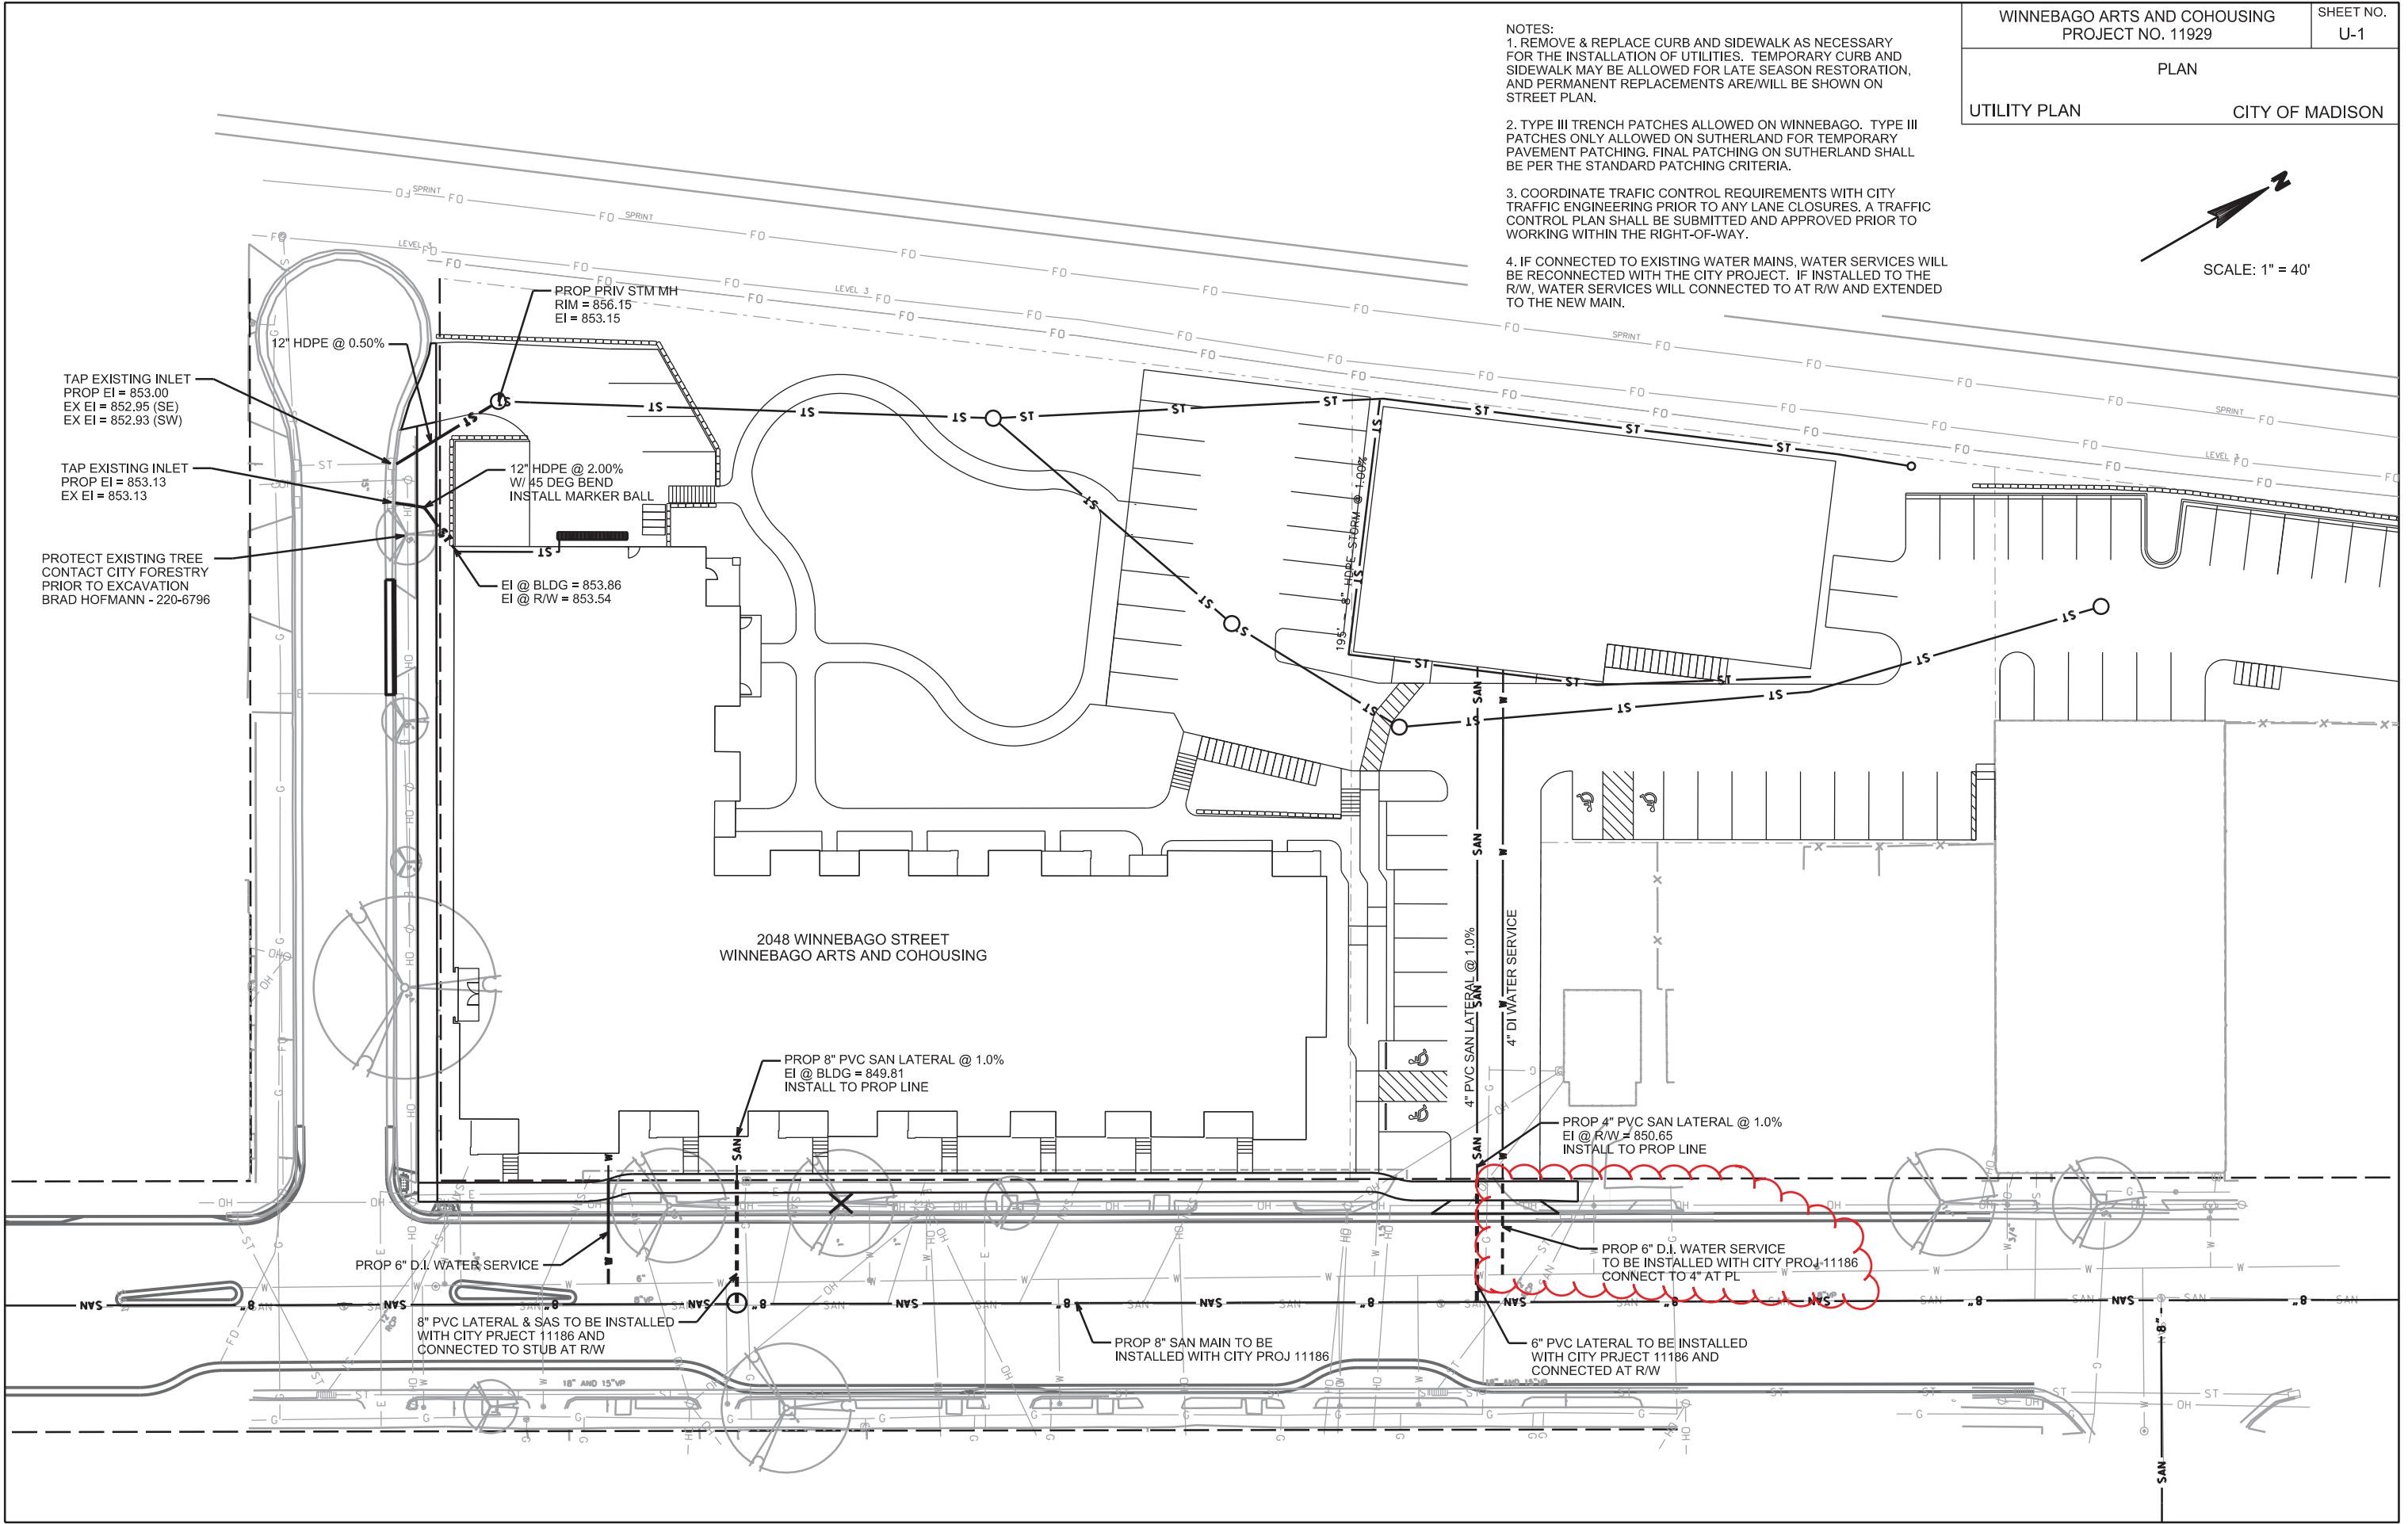 WINNEBAGO ARTS AND COHOUSING
PROJECT NO. 11929
SHEET NO.
U-1
PLAN
UTILITY PLAN
CITY OF MADISON
NOTES:
1. REMOVE & REPLACE CURB AND SIDEWALK AS NECESSARY
FOR THE INSTALLATION OF UTILITIES. TEMPORARY CURB AND
SIDEWALK MAY BE ALLOWED FOR LATE SEASON RESTORATION,
AND PERMANENT REPLACEMENTS ARE/WILL BE SHOWN ON
STREET PLAN.
2. TYPE III TRENCH PATCHES ALLOWED ON WINNEBAGO. TYPE III
PATCHES ONLY ALLOWED ON SUTHERLAND FOR TEMPORARY
PAVEMENT PATCHING. FINAL PATCHING ON SUTHERLAND SHALL
BE PER THE STANDARD PATCHING CRITERIA.
3. COORDINATE TRAFIC CONTROL REQUIREMENTS WITH CITY
TRAFFIC ENGINEERING PRIOR TO ANY LANE CLOSURES. A TRAFFIC
CONTROL PLAN SHALL BE SUBMITTED AND APPROVED PRIOR TO
WORKING WITHIN THE RIGHT-OF-WAY.
4. IF CONNECTED TO EXISTING WATER MAINS, WATER SERVICES WILL
BE RECONNECTED WITH THE CITY PROJECT. IF INSTALLED TO THE
R/W, WATER SERVICES WILL CONNECTED TO AT R/W AND EXTENDED
TO THE NEW MAIN.
N
SCALE: 1" = 40'
SPRINT
SPRINT
SPRINT
SPRINT
LEVEL 3
LEVEL 3
LEVEL 3
PROP PRIV STM MH
RIM = 856.15
EI = 853.15
12" HDPE @ 0.50%
TAP EXISTING INLET
PROP EI = 853.00
EX EI = 852.95 (SE)
EX EI = 852.93 (SW)
TAP EXISTING INLET
PROP EI = 853.13
EX EI = 853.13
12" HDPE @ 2.00%
W/ 45 DEG BEND
INSTALL MARKER BALL
PROTECT EXISTING TREE
CONTACT CITY FORESTRY
PRIOR TO EXCAVATION
BRAD HOFMANN - 220-6796
EI @ BLDG = 853.86
EI @ R/W = 853.54
195' - 8" HDPE STORM @ 1.00%
2048 WINNEBAGO STREET
WINNEBAGO ARTS AND COHOUSING
4" PVC SAN LATERAL @ 1.0%
4" DI WATER SERVICE
PROP 8" PVC SAN LATERAL @ 1.0%
EI @ BLDG = 849.81
INSTALL TO PROP LINE
PROP 4" PVC SAN LATERAL @ 1.0%
EI @ R/W = 850.65
INSTALL TO PROP LINE
PROP 6" D.I. WATER SERVICE
PROP 6" D.I. WATER SERVICE
TO BE INSTALLED WITH CITY PROJ-11186
CONNECT TO 4" AT PL
8" PVC LATERAL & SAS TO BE INSTALLED
WITH CITY PRJECT 11186 AND
CONNECTED TO STUB AT R/W
PROP 8" SAN MAIN TO BE
INSTALLED WITH CITY PROJ 11186
6" PVC LATERAL TO BE INSTALLED
WITH CITY PRJECT 11186 AND
CONNECTED AT R/W
18" AND 15"VP